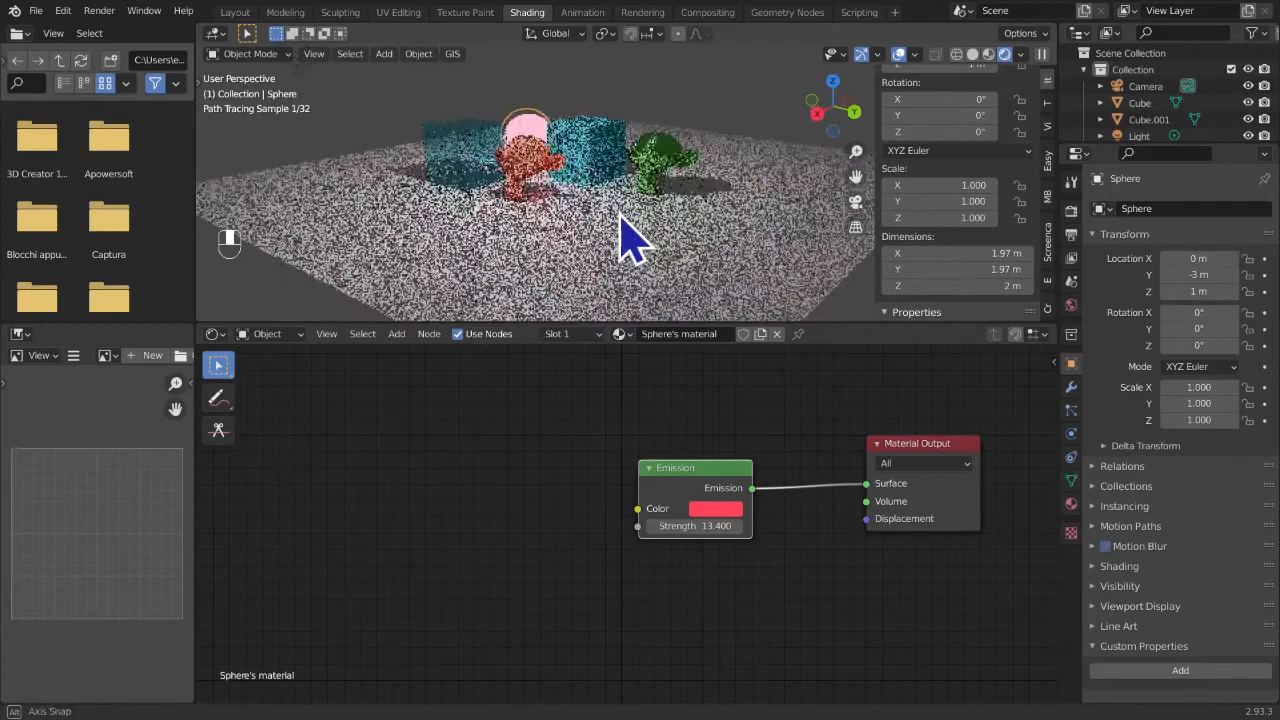 File Edit Render Window Help
Layout Modeling Sculpting UV Editing Texture Paint Shading Animation Rendering Compositing Geometry Nodes Scripting +
Scene View Layer
View Select
Global Options
C:\Users\e...
Object Mode View Select Add Object GIS
User Perspective
(1) Collection | Sphere
Path Tracing Sample 1/32
3D Creator 1...
Apowersoft
Blocchi appu...
Captura
Z
Y
X
Rotation:
X 0°
Y 0°
Z 0°
XYZ Euler
Scale:
X 1.000
Y 1.000
Z 1.000
Dimensions:
X 1.97 m
Y 1.97 m
Z 2 m
Properties
It
T
Vi
Easy
MB
Screenca
E
Cr
Scene Collection
Collection
Camera
Cube
Cube.001
Light
Sphere
Sphere
Transform
Location X 0 m
Y -3 m
Z 1 m
Rotation X 0°
Y 0°
Z 0°
Mode XYZ Euler
Scale X 1.000
Y 1.000
Z 1.000
Delta Transform
Relations
Collections
Instancing
Motion Paths
Motion Blur
Shading
Visibility
Viewport Display
Line Art
Custom Properties
Add
View + New
Object View Select Add Node Use Nodes Slot 1 Sphere's material
Emission
Emission
Color
Strength 13.400
Material Output
All
Surface
Volume
Displacement
Sphere's material
Alt Axis Snap
2.93.3